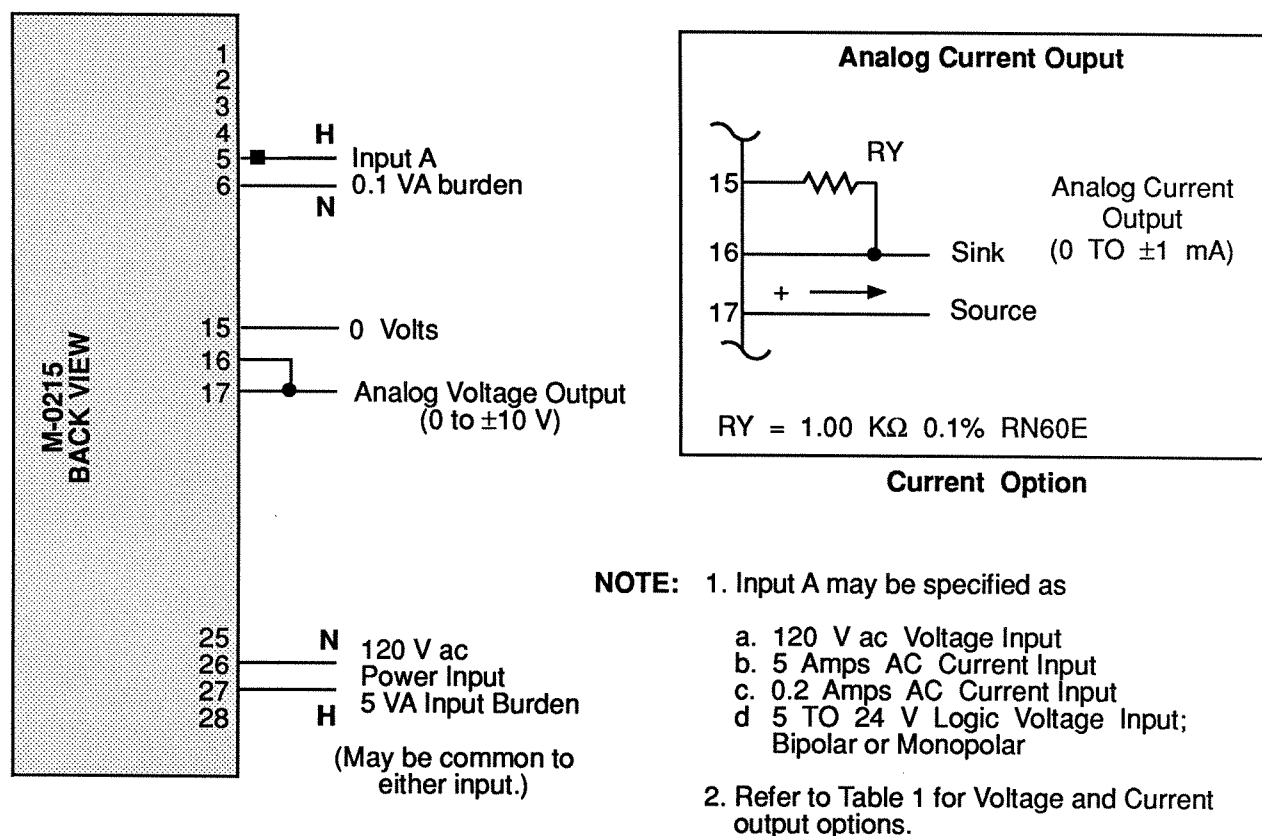 M-0215
BACK VIEW
1
2
3
4
5
6
H
Input A
0.1 VA burden
N
15
16
17
0 Volts
Analog Voltage Output
(0 to ±10 V)
25
26
27
28
N
120 V ac
Power Input
5 VA Input Burden
H
(May be common to
either input.)
Analog Current Ouput
RY
15
16
17
Analog Current
Output
(0 TO ±1 mA)
Sink
+
Source
RY = 1.00 KΩ 0.1% RN60E
Current Option
NOTE: 1. Input A may be specified as
a. 120 V ac Voltage Input
b. 5 Amps AC Current Input
c. 0.2 Amps AC Current Input
d 5 TO 24 V Logic Voltage Input;
Bipolar or Monopolar
2. Refer to Table 1 for Voltage and Current
output options.